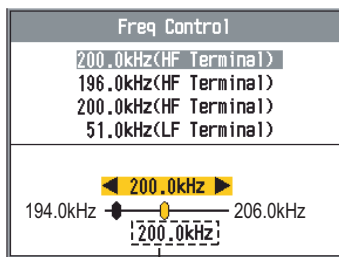 Freq Control
200.0kHz(HF Terminal)
196.0kHz(HF Terminal)
200.0kHz(HF Terminal)
51.0kHz(LF Terminal)
200.0kHz
194.0kHz 206.0kHz
200.0kHz